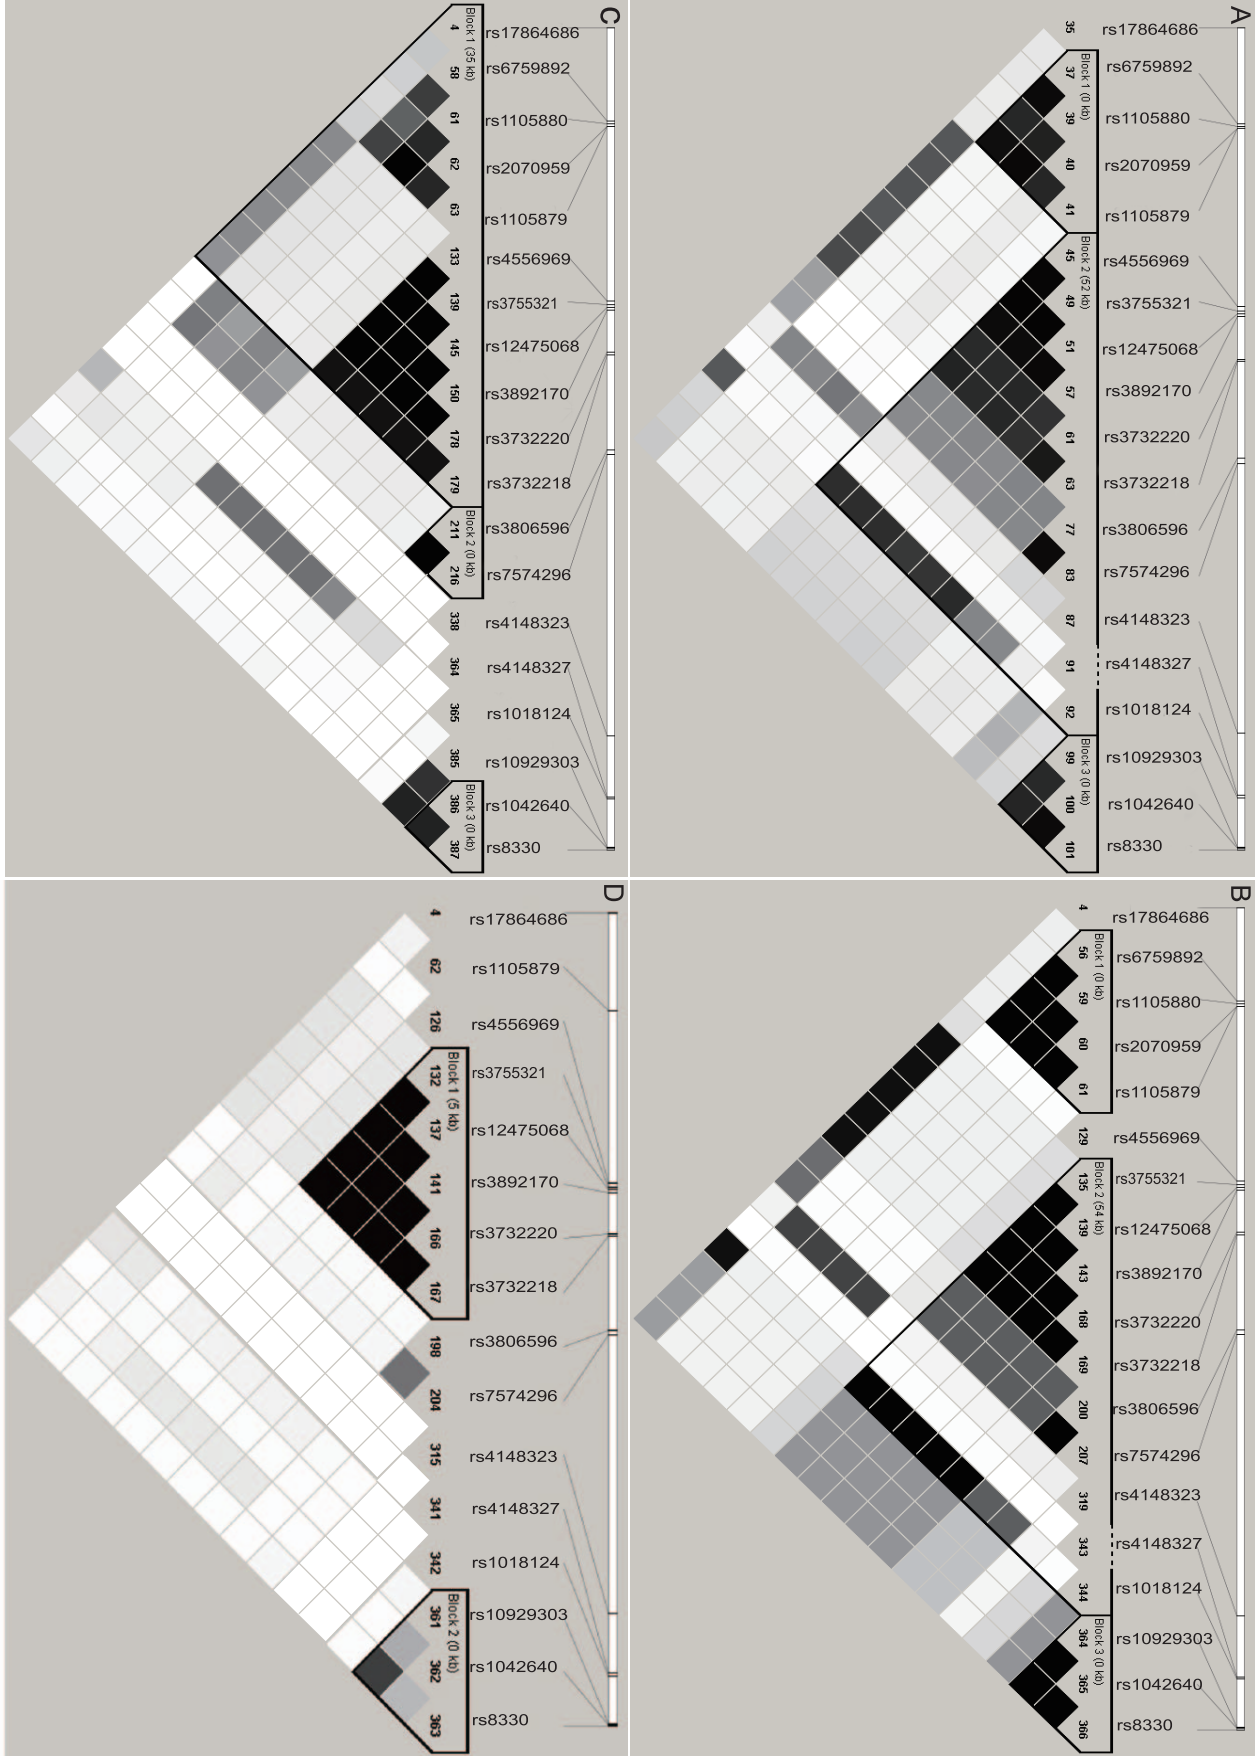 A
rs17864686
rs6759892
rs1105880
rs2070959
rs1105879
rs4556969
rs3755321
rs12475068
rs3892170
rs3732220
rs3732218
rs3806596
rs7574296
rs4148323
rs4148327
rs1018124
rs10929303
rs1042640
rs8330
Block 1 (0 kb)
Block 2 (52 kb)
Block 3 (0 kb)
35 37 39 40 41 45 49 51 57 61 63 77 83 87 91 92 99 100 101
B
rs17864686
rs6759892
rs1105880
rs2070959
rs1105879
rs4556969
rs3755321
rs12475068
rs3892170
rs3732220
rs3732218
rs3806596
rs7574296
rs4148323
rs4148327
rs1018124
rs10929303
rs1042640
rs8330
Block 1 (0 kb)
Block 2 (54 kb)
Block 3 (0 kb)
4 56 59 60 61 129 135 139 143 168 169 200 207 319 343 344 364 365 366
C
rs17864686
rs6759892
rs1105880
rs2070959
rs1105879
rs4556969
rs3755321
rs12475068
rs3892170
rs3732220
rs3732218
rs3806596
rs7574296
rs4148323
rs4148327
rs1018124
rs10929303
rs1042640
rs8330
Block 1 (35 kb)
Block 2 (0 kb)
Block 3 (0 kb)
4 58 61 62 63 133 139 145 150 178 179 211 216 338 364 365 385 386 387
D
rs17864686
rs1105879
rs4556969
rs3755321
rs12475068
rs3892170
rs3732220
rs3732218
rs3806596
rs7574296
rs4148323
rs4148327
rs1018124
rs10929303
rs1042640
rs8330
Block 1 (5 kb)
Block 2 (0 kb)
4 62 126 132 137 141 166 167 198 204 315 341 342 361 362 363